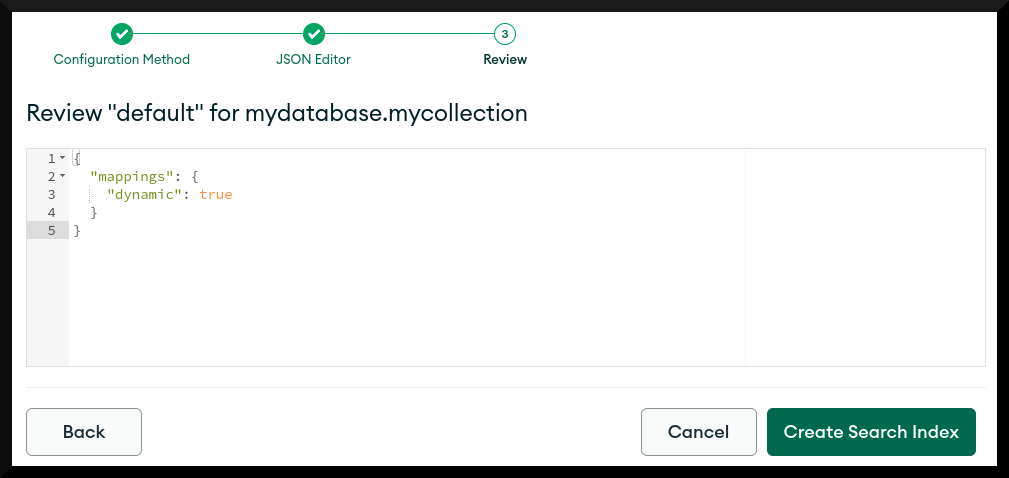 3
Configuration Method JSON Editor Review
Review "default" for mydatabase.mycollection
1 {
2 "mappings": {
3 "dynamic": true
4 }
5 }
Back Cancel Create Search Index